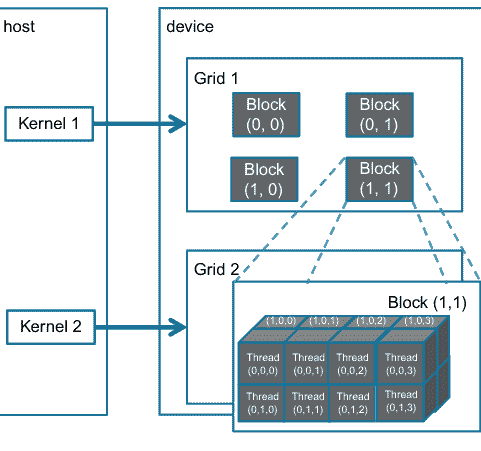 host
device
Grid 1
Kernel 1
Block
(0, 0)
Block
(0, 1)
Block
(1, 0)
Block
(1, 1)
Grid 2
Kernel 2
Block (1,1)
(1,0,0) (1,0,1) (1,0,2) (1,0,3)
Thread
(0,0,0)
Thread
(0,0,1)
Thread
(0,0,2)
Thread
(0,0,3)
Thread
(0,1,0)
Thread
(0,1,1)
Thread
(0,1,2)
Thread
(0,1,3)